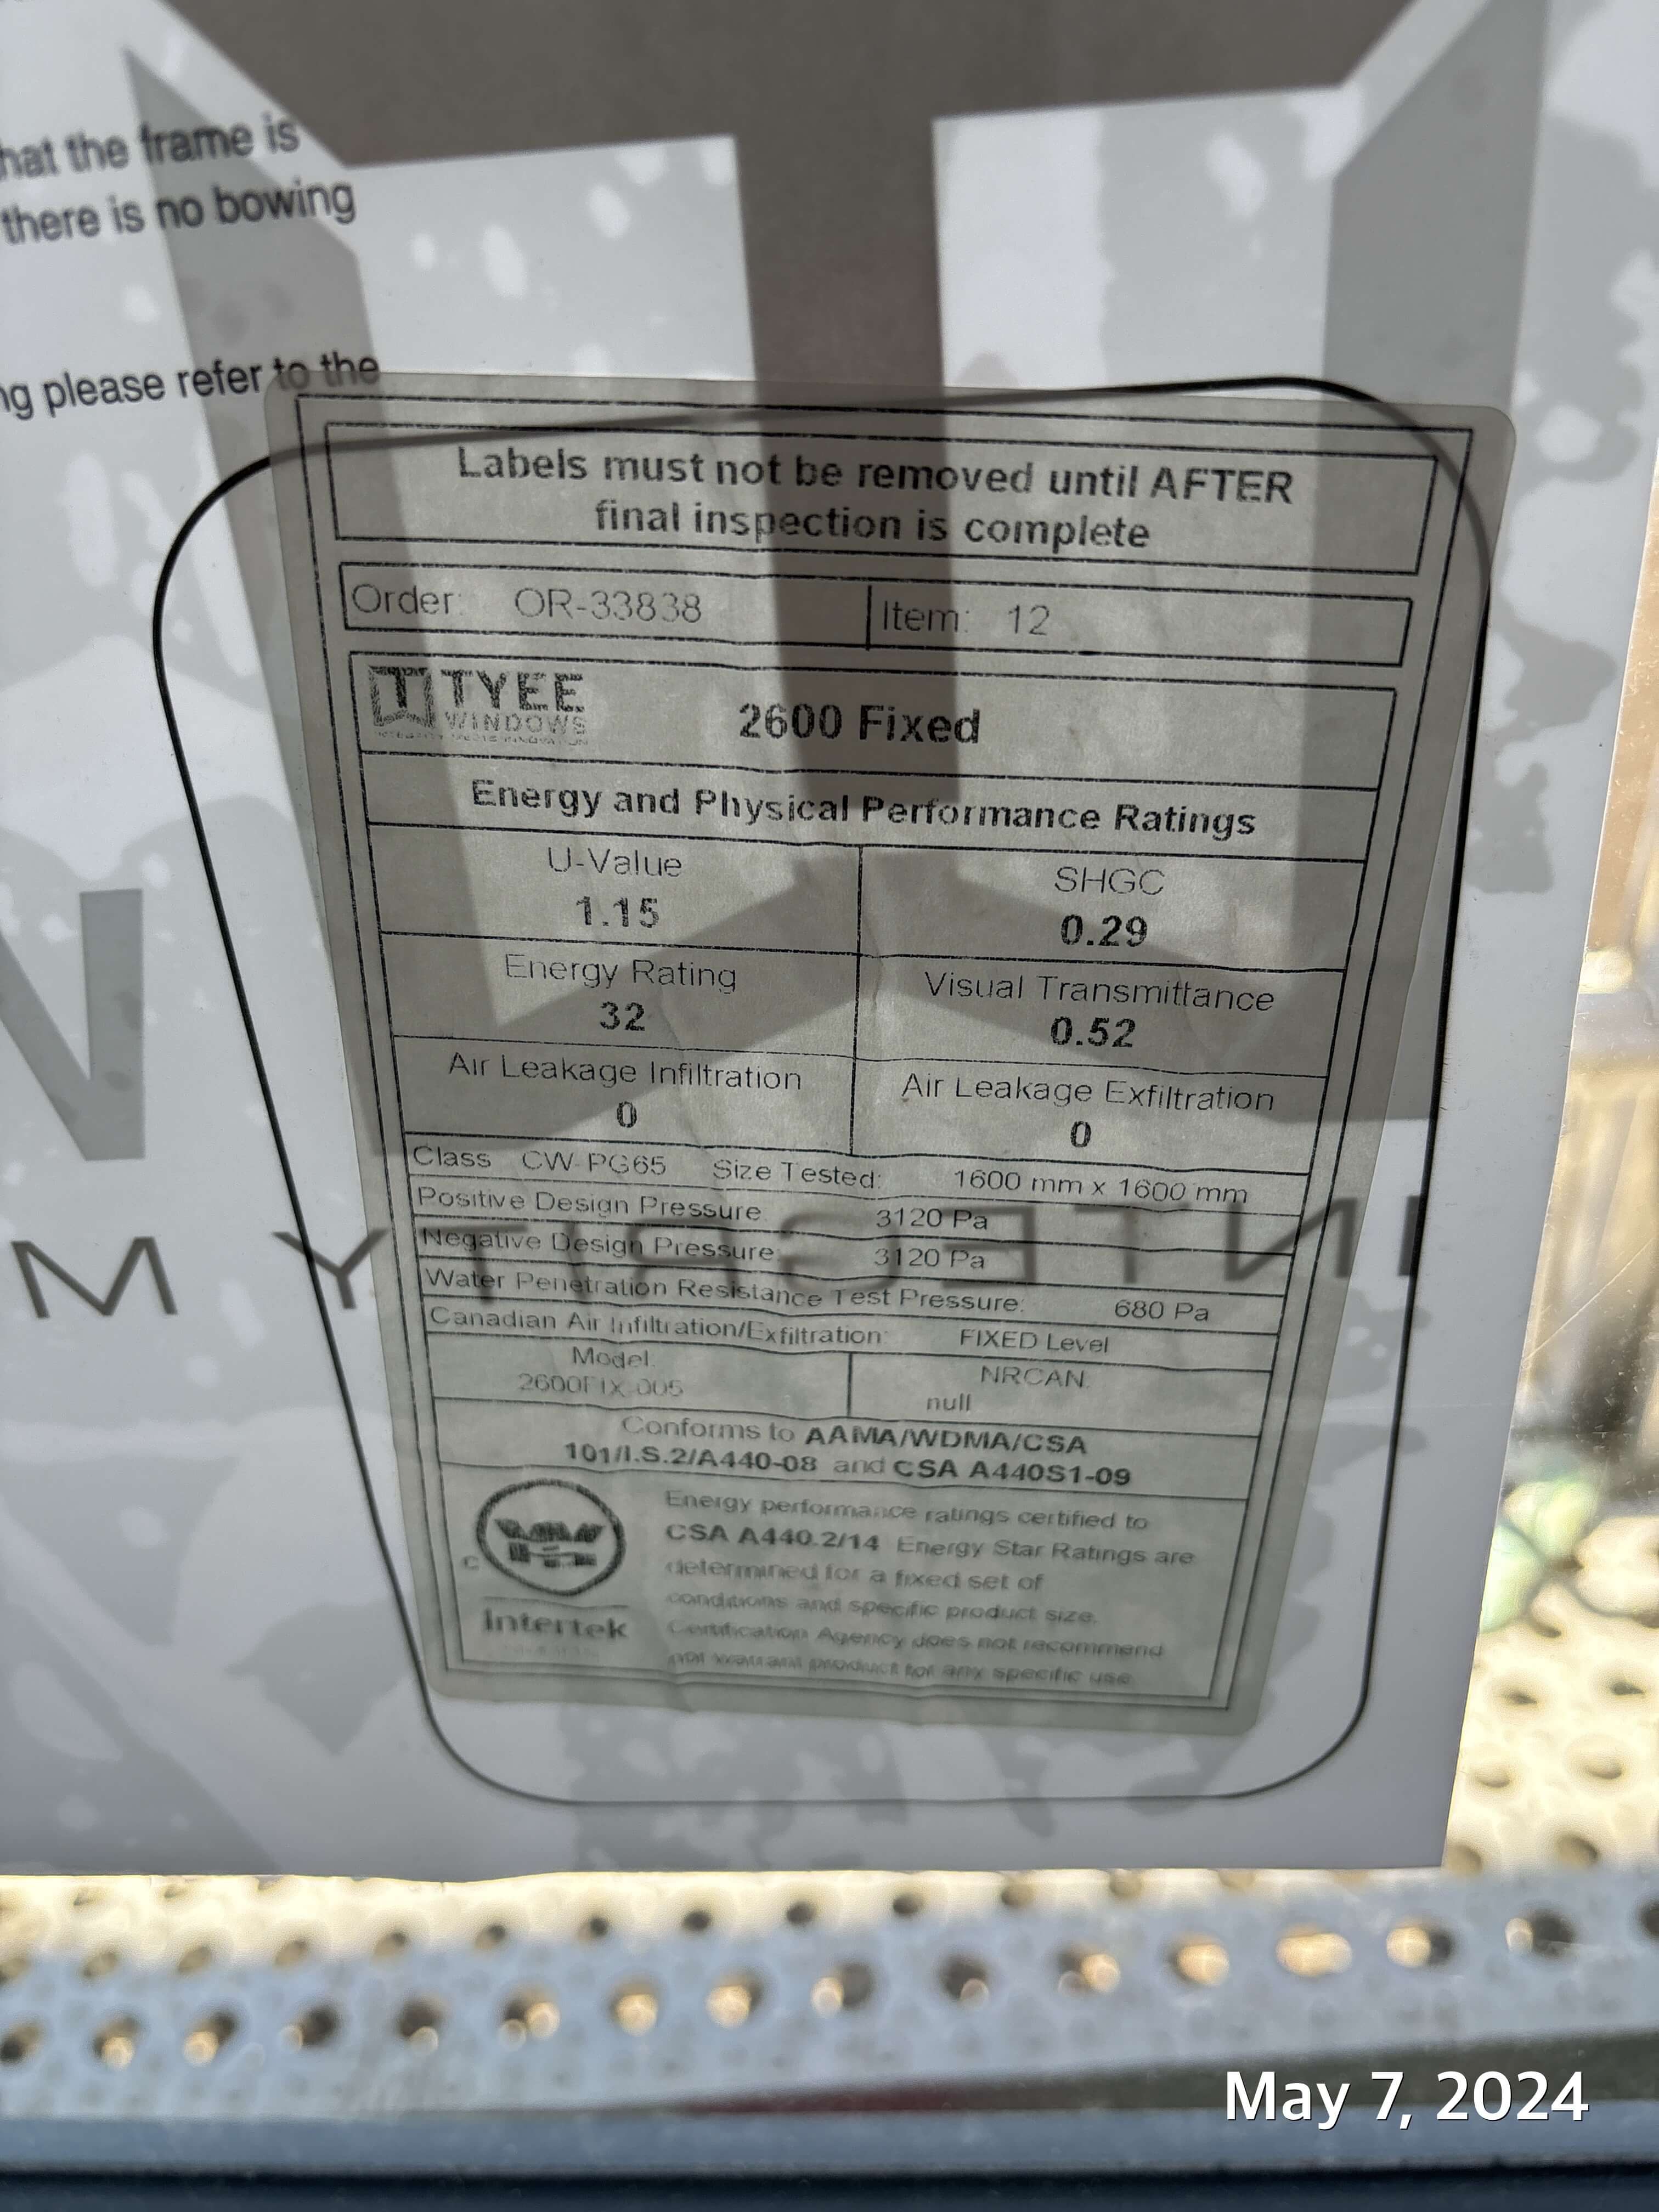 hat the frame is
there is no bowing
ng please refer to the
Labels must not be removed until AFTER
final inspection is complete
Order: OR-33838 Item: 12
TYEE
WINDOWS
2600 Fixed
Energy and Physical Performance Ratings
U-Value
1.15
SHGC
0.29
Energy Rating
32
Visual Transmittance
0.52
Air Leakage Infiltration
0
Air Leakage Exfiltration
0
Class CW-PG65 Size Tested: 1600 mm x 1600 mm
Positive Design Pressure: 3120 Pa
Negative Design Pressure: 3120 Pa
Water Penetration Resistance Test Pressure: 680 Pa
Canadian Air Infiltration/Exfiltration: FIXED Level
Model:
2600FIX-005
NRCAN:
null
Conforms to AAMA/WDMA/CSA
101/I.S.2/A440-08 and CSA A440S1-09
Energy performance ratings certified to
CSA A440.2/14 Energy Star Ratings are
determined for a fixed set of
conditions and specific product size.
Certification Agency does not recommend
nor warrant product for any specific use
C
Intertek
INTEGRITY M
May 7, 2024